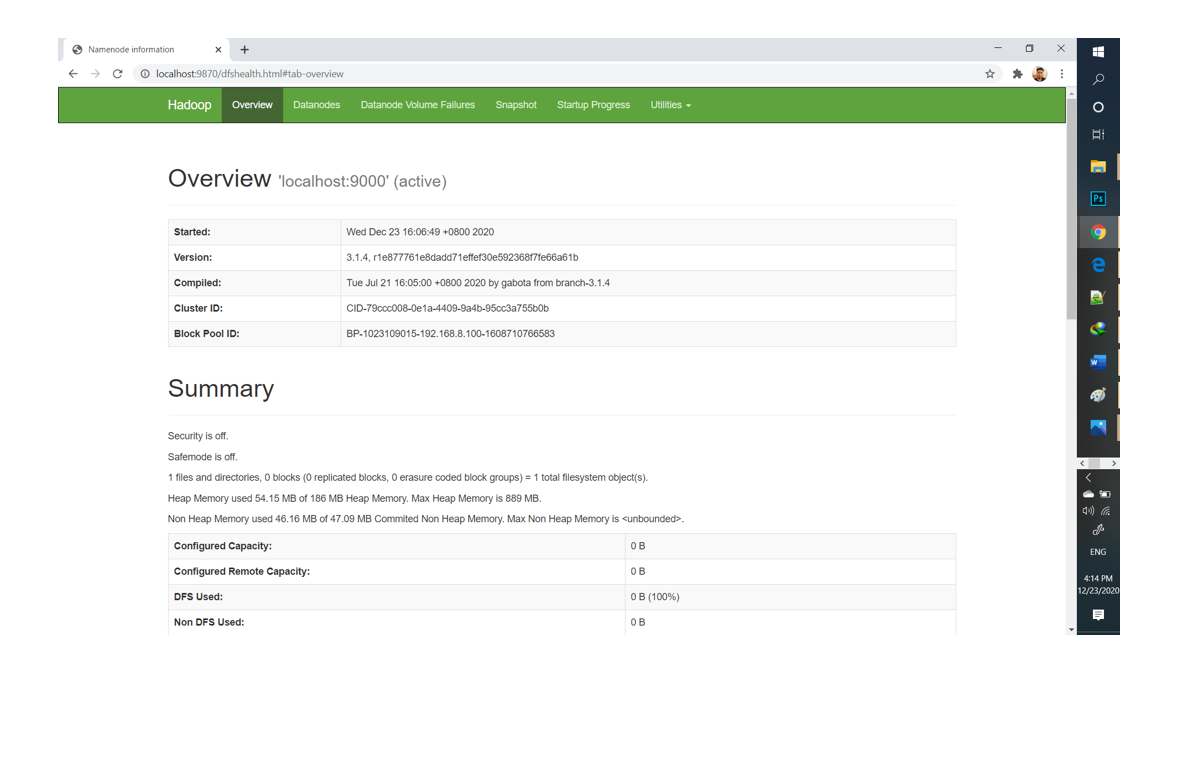 Namenode information
localhost:9870/dfshealth.html#tab-overview
Hadoop Overview Datanodes Datanode Volume Failures Snapshot Startup Progress Utilities
Overview 'localhost:9000' (active)
Started: Wed Dec 23 16:06:49 +0800 2020
Version: 3.1.4, r1e877761e8dadd71effef30e592368f7fe66a61b
Compiled: Tue Jul 21 16:05:00 +0800 2020 by gabota from branch-3.1.4
Cluster ID: CID-79ccc008-0e1a-4409-9a4b-95cc3a755b0b
Block Pool ID: BP-1023109015-192.168.8.100-1608710766583
Summary
Security is off.
Safemode is off.
1 files and directories, 0 blocks (0 replicated blocks, 0 erasure coded block groups) = 1 total filesystem object(s).
Heap Memory used 54.15 MB of 186 MB Heap Memory. Max Heap Memory is 889 MB.
Non Heap Memory used 46.16 MB of 47.09 MB Commited Non Heap Memory. Max Non Heap Memory is <unbounded>.
Configured Capacity: 0 B
Configured Remote Capacity: 0 B
DFS Used: 0 B (100%)
Non DFS Used: 0 B
Ps
W
ENG
4:14 PM
12/23/2020